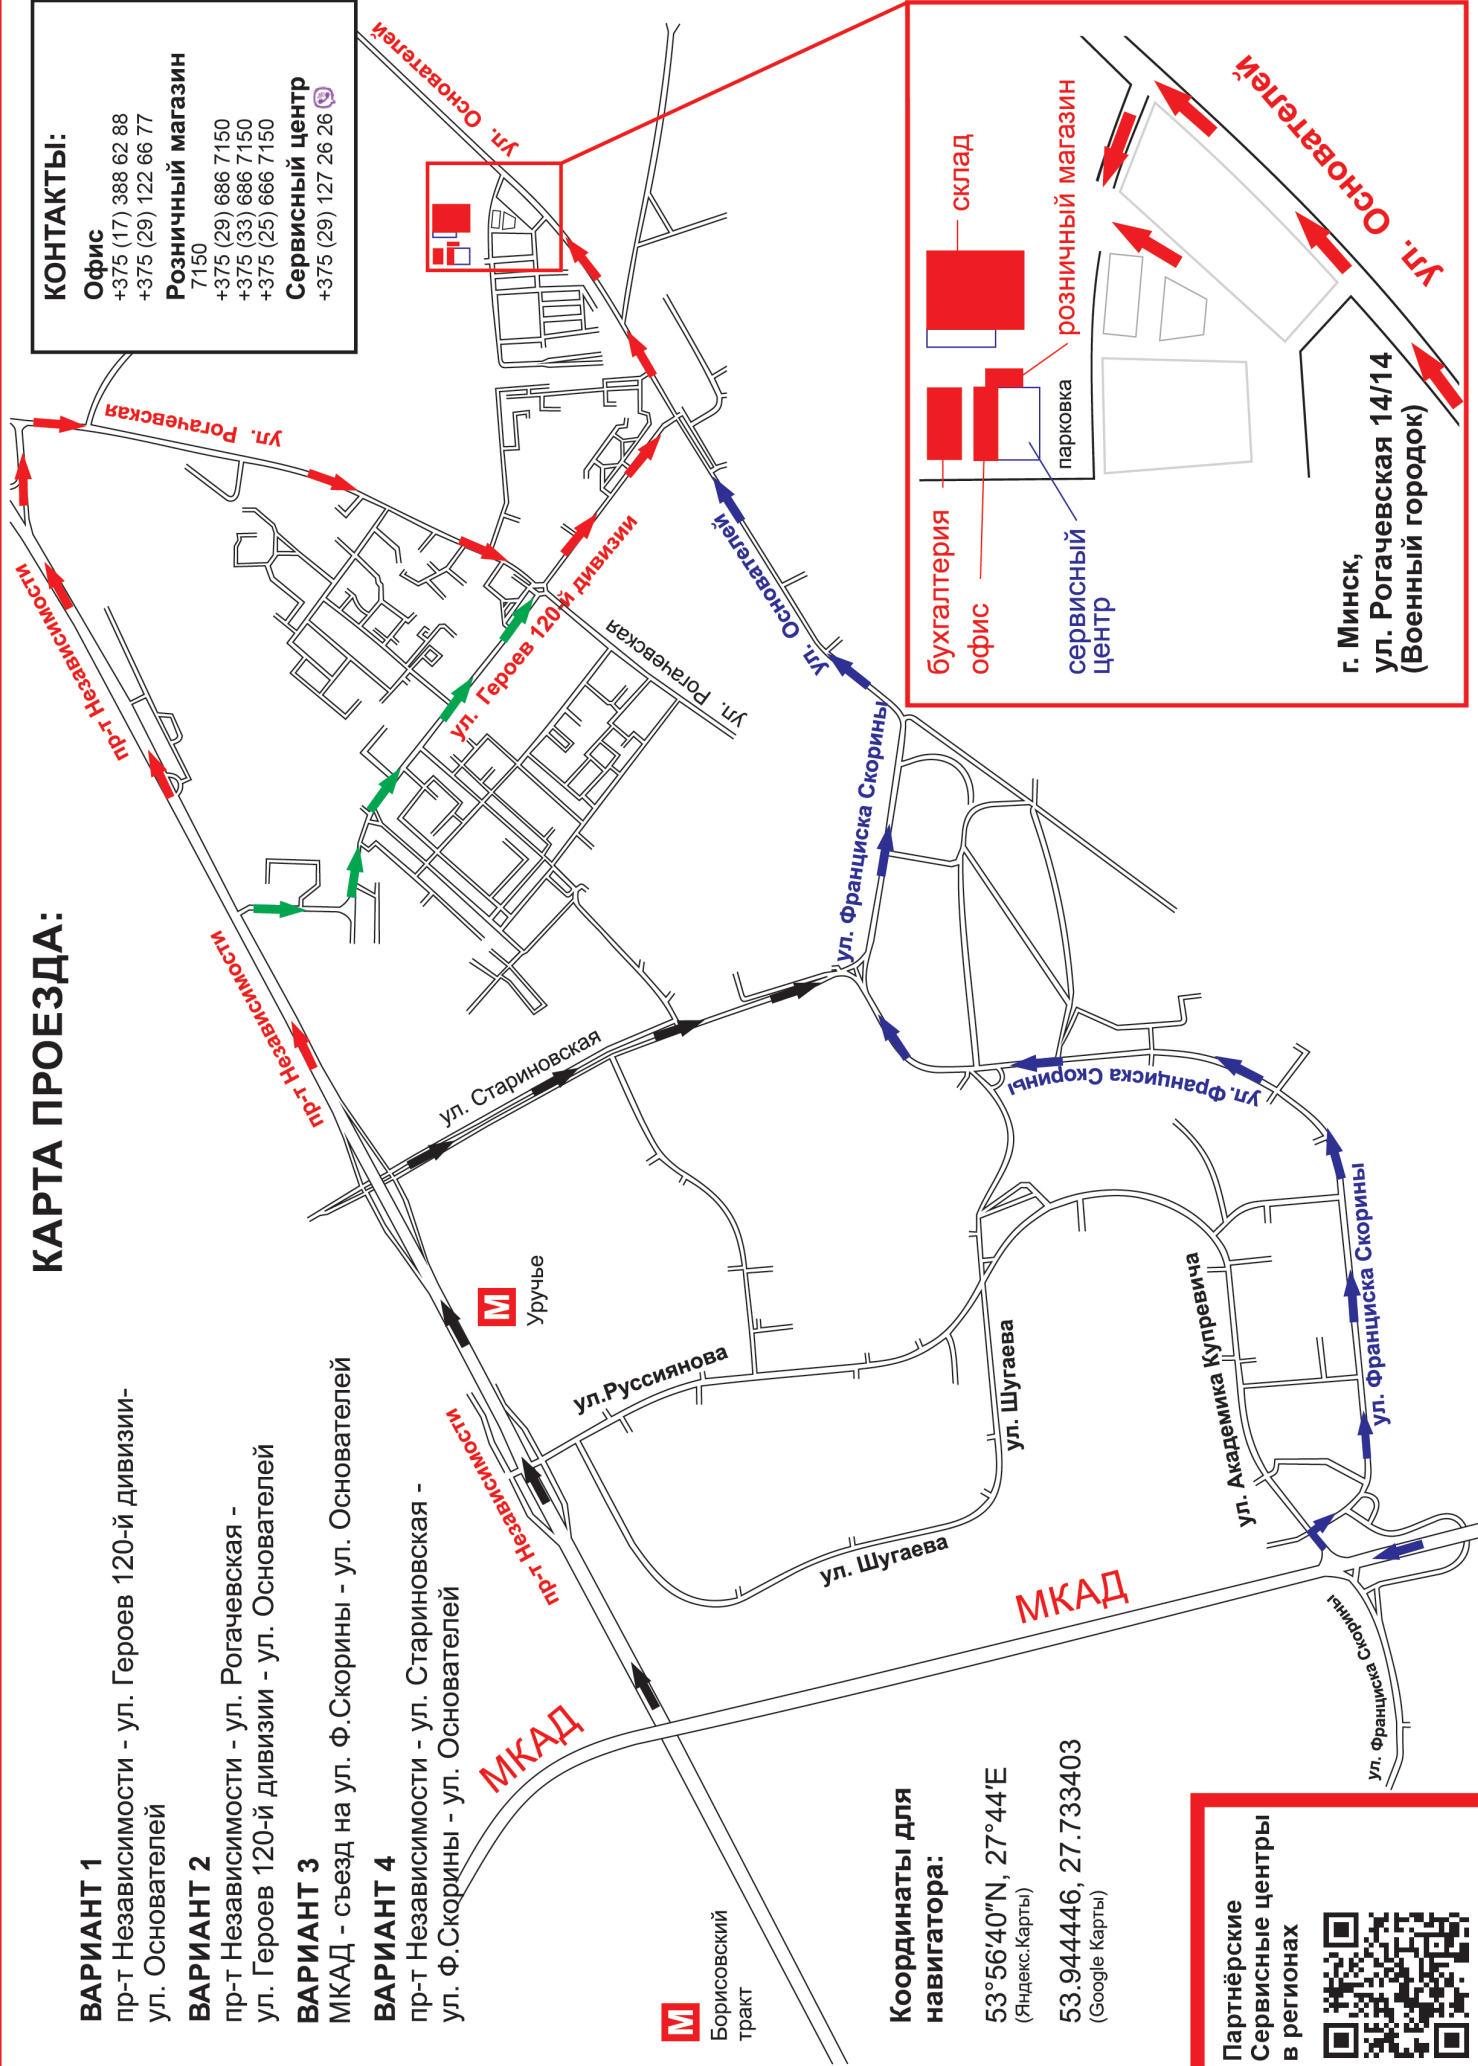 КАРТА ПРОЕЗДА:
ВАРИАНТ 1
пр-т Независимости - ул. Героев 120-й дивизии-
ул. Основателей
ВАРИАНТ 2
пр-т Независимости - ул. Рогачевская -
ул. Героев 120-й дивизии - ул. Основателей
ВАРИАНТ 3
МКАД - съезд на ул. Ф.Скорины - ул. Основателей
ВАРИАНТ 4
пр-т Независимости - ул. Стариновская -
ул. Ф.Скорины - ул. Основателей
КОНТАКТЫ:
Офис
+375 (17) 388 62 88
+375 (29) 122 66 77
Розничный магазин
7150
+375 (29) 686 7150
+375 (33) 686 7150
+375 (25) 666 7150
Сервисный центр
+375 (29) 127 26 26
пр-т Независимости
пр-т Независимости
пр-т Независимости
ул. Рогачевская
ул. Основателей
ул. Героев 120-й дивизии
ул. Рогачевская
ул. Стариновская
М
Уручье
ул.Руссиянова
ул. Основателей
ул. Франциска Скорины
ул. Франциска Скорины
ул. Франциска Скорины
ул. Шугаева
ул. Шугаева
ул. Академика Купревича
МКАД
МКАД
ул. Франциска Скорины
М
Борисовский
тракт
Координаты для
навигатора:
53°56'40"N, 27°44'E
(Яндекс.Карты)
53.944446, 27.733403
(Google Карты)
Партнёрские
Сервисные центры
в регионах
бухгалтерия
офис
склад
розничный магазин
парковка
сервисный
центр
ул. Основателей
г. Минск,
ул. Рогачевская 14/14
(Военный городок)